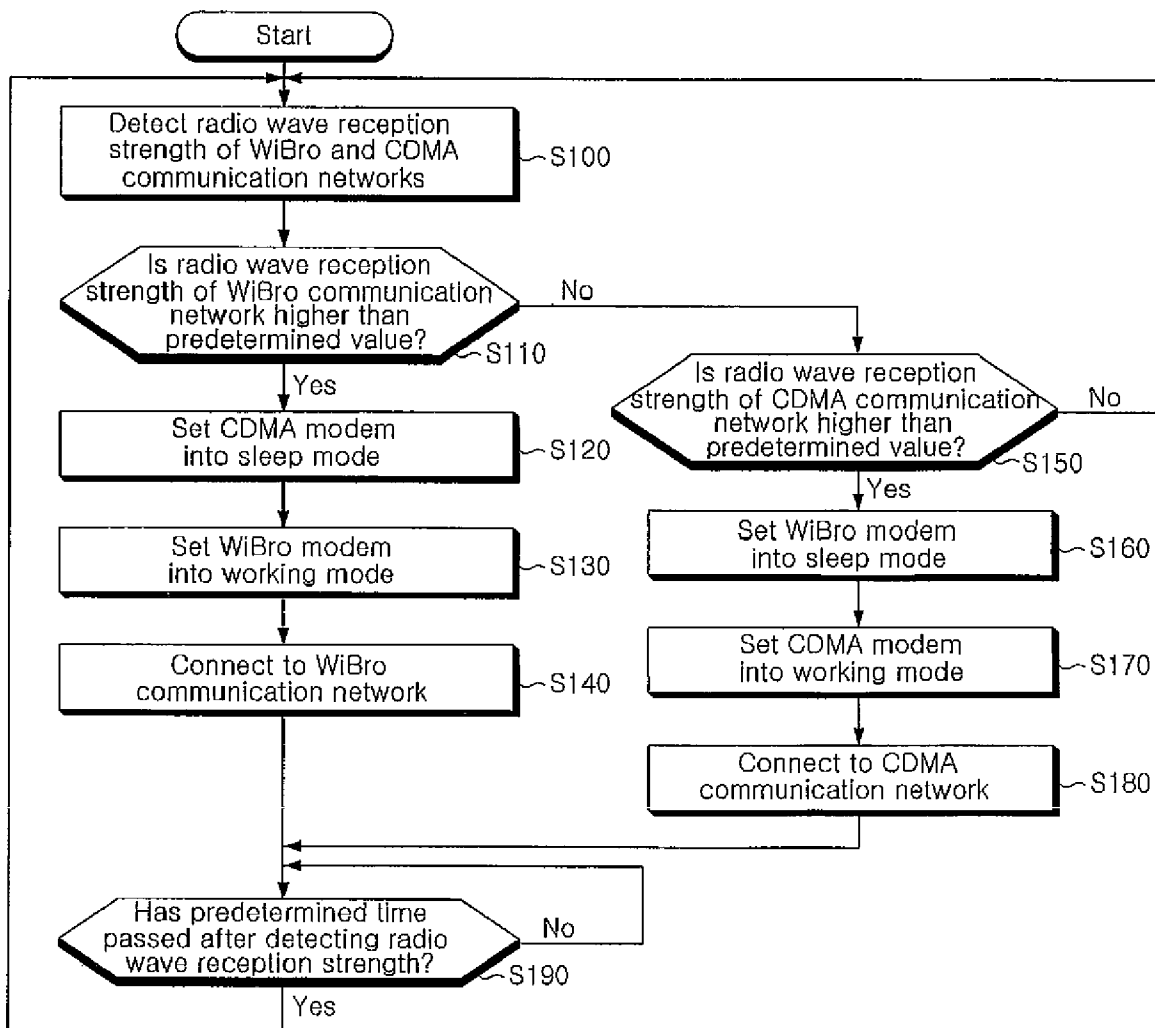 Start
Detect radio wave reception
strength of WiBro and CDMA
communication networks
S100
Is radio wave reception
strength of WiBro communication
network higher than
predetermined value?
S110
No
Yes
Set CDMA modem
into sleep mode
S120
Set WiBro modem
into working mode
S130
Connect to WiBro
communication network
S140
Is radio wave reception
strength of CDMA communication
network higher than
predetermined value?
S150
No
Yes
Set WiBro modem
into sleep mode
S160
Set CDMA modem
into working mode
S170
Connect to CDMA
communication network
S180
Has predetermined time
passed after detecting radio
wave reception strength?
S190
No
Yes